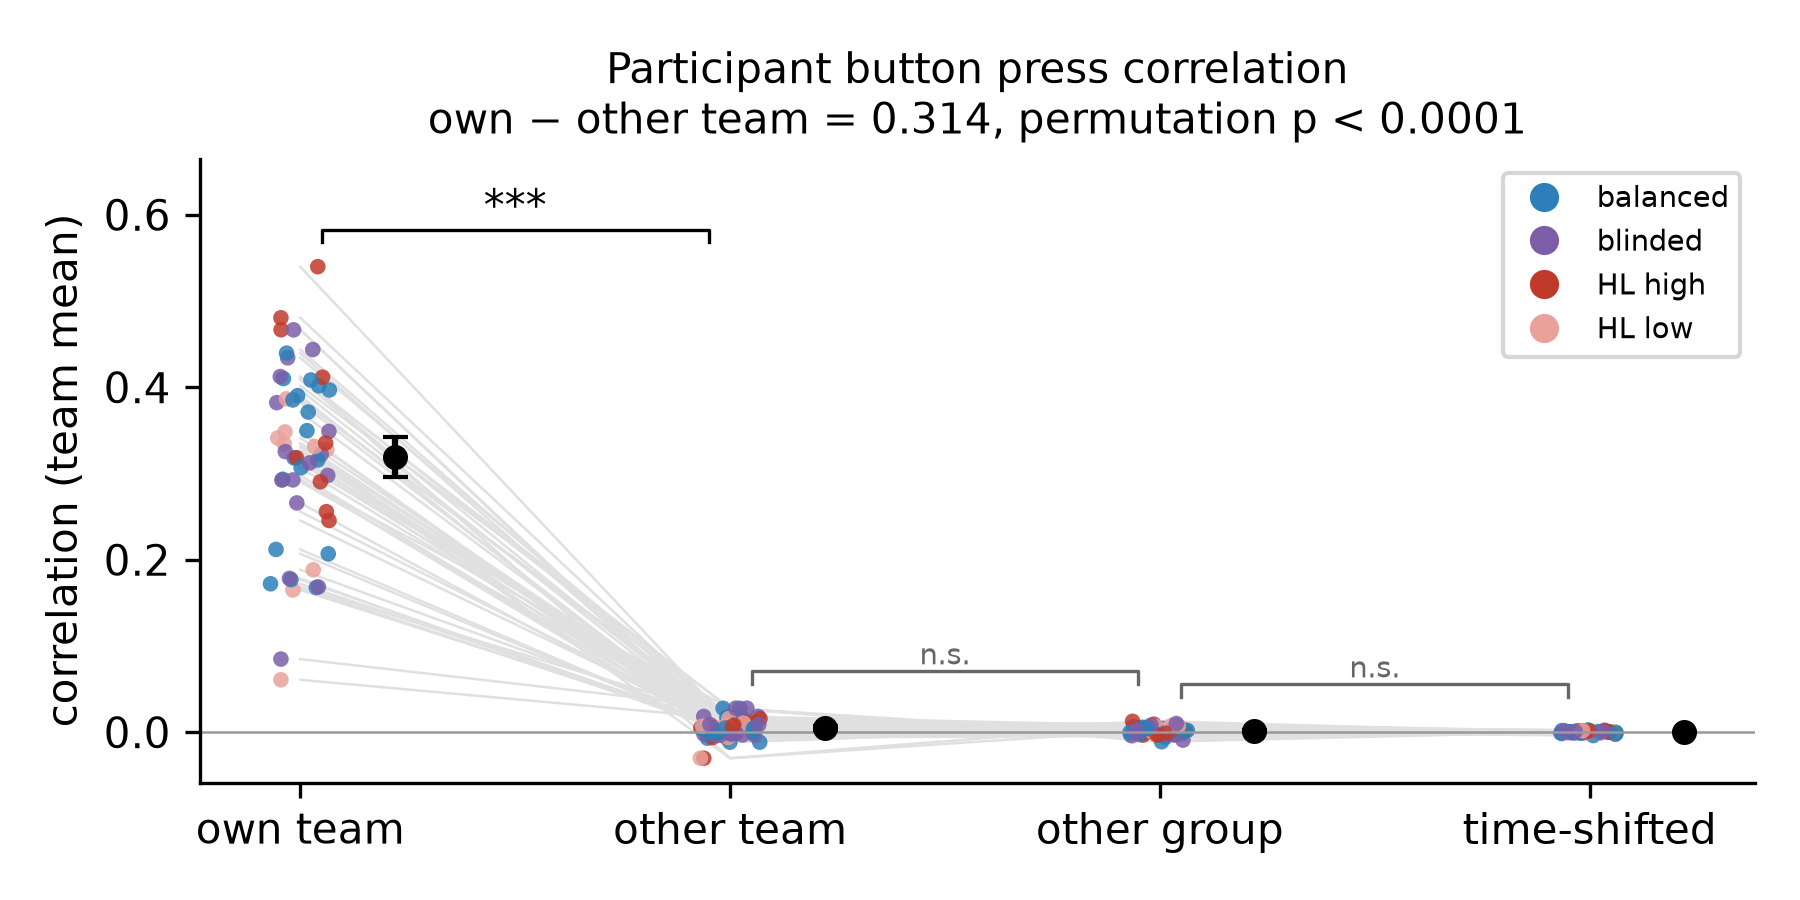 Participant button press correlation
own − other team = 0.314, permutation p < 0.0001
correlation (team mean)
0.6
0.4
0.2
0.0
***
n.s.
n.s.
balanced
blinded
HL high
HL low
own team
other team
other group
time-shifted